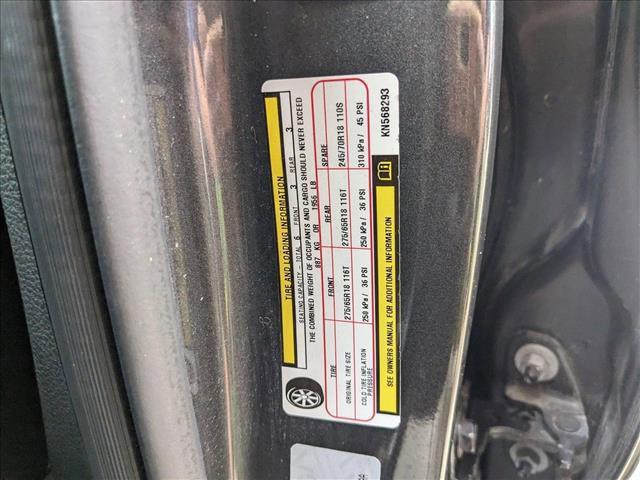 TIRE AND LOADING INFORMATION
SEATING CAPACITY - TOTAL 6 FRONT 3 REAR 3
THE COMBINED WEIGHT OF OCCUPANTS AND CARGO SHOULD NEVER EXCEED
887 KG OR 1956 LB
TIRE FRONT REAR SPARE
ORIGINAL TIRE SIZE 275/65R18 116T 275/65R18 116T 245/70R18 110S
COLD TIRE INFLATION PRESSURE 250 kPa / 36 PSI 250 kPa / 36 PSI 310 kPa / 45 PSI
SEE OWNERS MANUAL FOR ADDITIONAL INFORMATION
KN568293